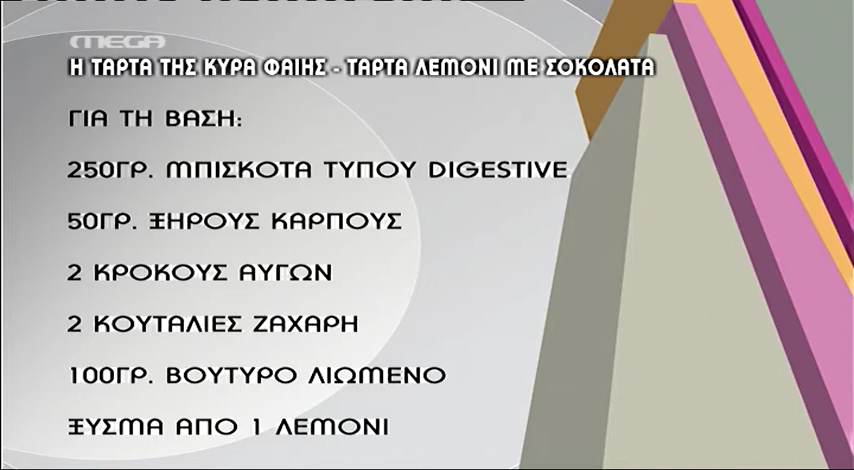 MEGA
Η ΤΑΡΤΑ ΤΗΣ ΚΥΡΑ ΦΑΙΗΣ - ΤΑΡΤΑ ΛΕΜΟΝΙ ΜΕ ΣΟΚΟΛΑΤΑ
ΓΙΑ ΤΗ ΒΑΣΗ:
250ΓΡ. ΜΠΙΣΚΟΤΑ ΤΥΠΟΥ DIGESTIVE
50ΓΡ. ΞΗΡΟΥΣ ΚΑΡΠΟΥΣ
2 ΚΡΟΚΟΥΣ ΑΥΓΩΝ
2 ΚΟΥΤΑΛΙΕΣ ΖΑΧΑΡΗ
100ΓΡ. ΒΟΥΤΥΡΟ ΛΙΩΜΕΝΟ
ΞΥΣΜΑ ΑΠΟ 1 ΛΕΜΟΝΙ